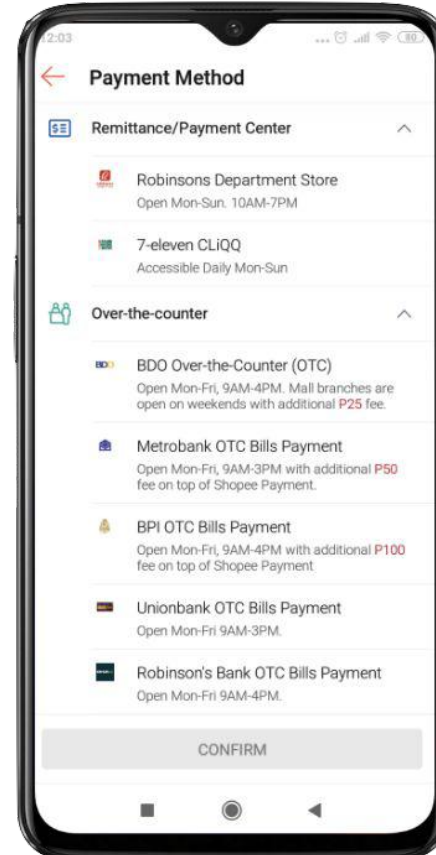 12:03
80
Payment Method
Remittance/Payment Center
Robinsons Department Store
Open Mon-Sun. 10AM-7PM
7-eleven CLiQQ
Accessible Daily Mon-Sun
Over-the-counter
BDO
BDO Over-the-Counter (OTC)
Open Mon-Fri, 9AM-4PM. Mall branches are
open on weekends with additional P25 fee.
Metrobank OTC Bills Payment
Open Mon-Fri, 9AM-3PM with additional P50
fee on top of Shopee Payment.
BPI OTC Bills Payment
Open Mon-Fri, 9AM-4PM with additional P100
fee on top of Shopee Payment
Unionbank OTC Bills Payment
Open Mon-Fri 9AM-3PM.
Robinson's Bank OTC Bills Payment
Open Mon-Fri 9AM-4PM.
CONFIRM